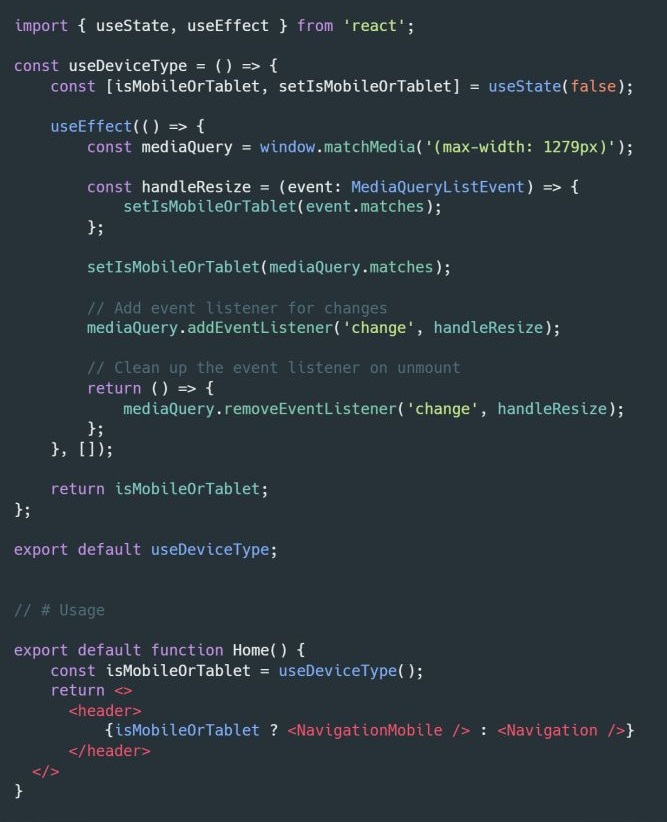 import { useState, useEffect } from 'react';
const useDeviceType = () => {
const [isMobileOrTablet, setIsMobileOrTablet] = useState(false);
useEffect(() => {
const mediaQuery = window.matchMedia('(max-width: 1279px)');
const handleResize = (event: MediaQueryListEvent) => {
setIsMobileOrTablet(event.matches);
};
setIsMobileOrTablet(mediaQuery.matches);
// Add event listener for changes
mediaQuery.addEventListener('change', handleResize);
// Clean up the event listener on unmount
return () => {
mediaQuery.removeEventListener('change', handleResize);
};
}, []);
return isMobileOrTablet;
};
export default useDeviceType;
// # Usage
export default function Home() {
const isMobileOrTablet = useDeviceType();
return <>
<header>
{isMobileOrTablet ? <NavigationMobile /> : <Navigation />}
</header>
</>
}